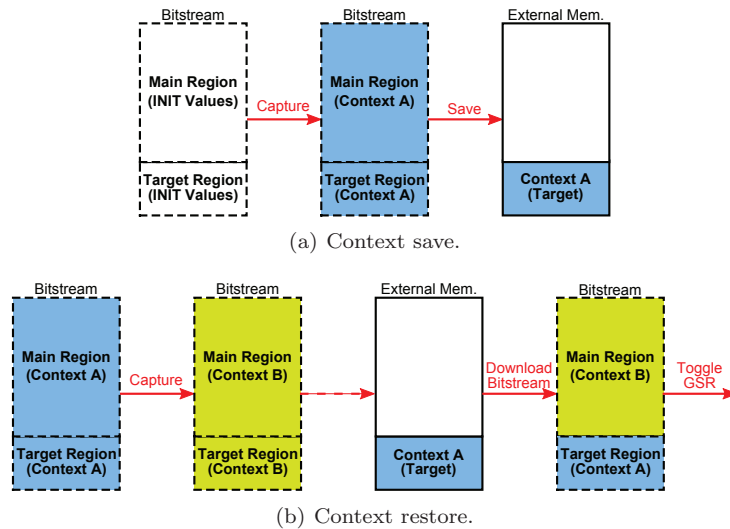 Bitstream
Bitstream
External Mem.
Main Region
(INIT Values)
Capture
Main Region
(Context A)
Save
Target Region
(INIT Values)
Target Region
(Context A)
Context A
(Target)
(a) Context save.
Bitstream
Bitstream
External Mem.
Bitstream
Main Region
(Context A)
Capture
Main Region
(Context B)
Download
Bitstream
Main Region
(Context B)
Toggle
GSR
Target Region
(Context A)
Target Region
(Context B)
Context A
(Target)
Target Region
(Context A)
(b) Context restore.